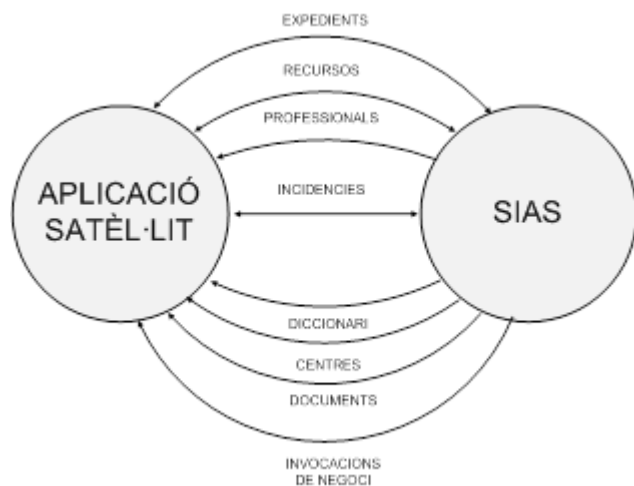 EXPEDIENTS
RECURSOS
PROFESSIONALS
INCIDENCIES
APLICACIÓ
SATÈL·LIT
SIAS
DICCIONARI
CENTRES
DOCUMENTS
INVOCACIONS
DE NEGOCI